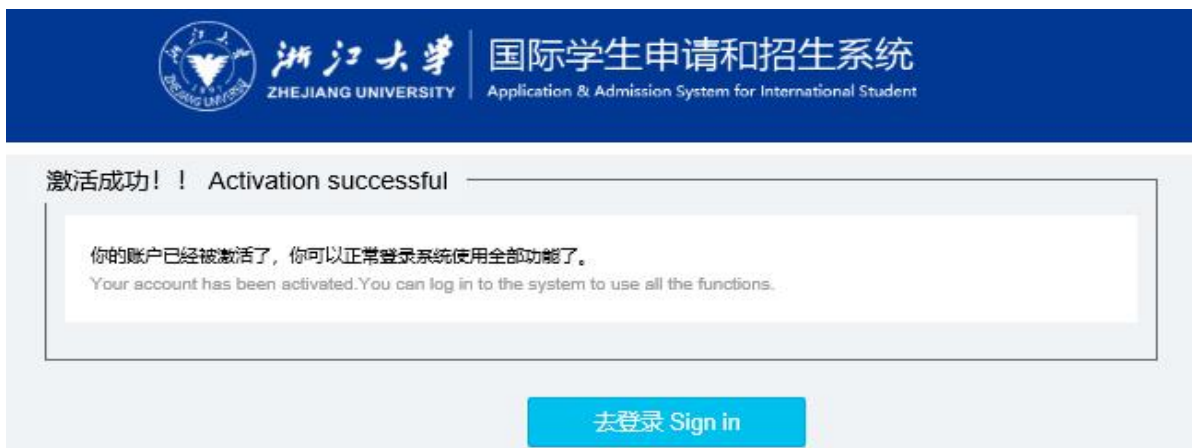 浙江大学
ZHEJIANG UNIVERSITY
国际学生申请和招生系统
Application & Admission System for International Student
激活成功！！ Activation successful
你的账户已经被激活了，你可以正常登录系统使用全部功能了。
Your account has been activated.You can log in to the system to use all the functions.
去登录 Sign in